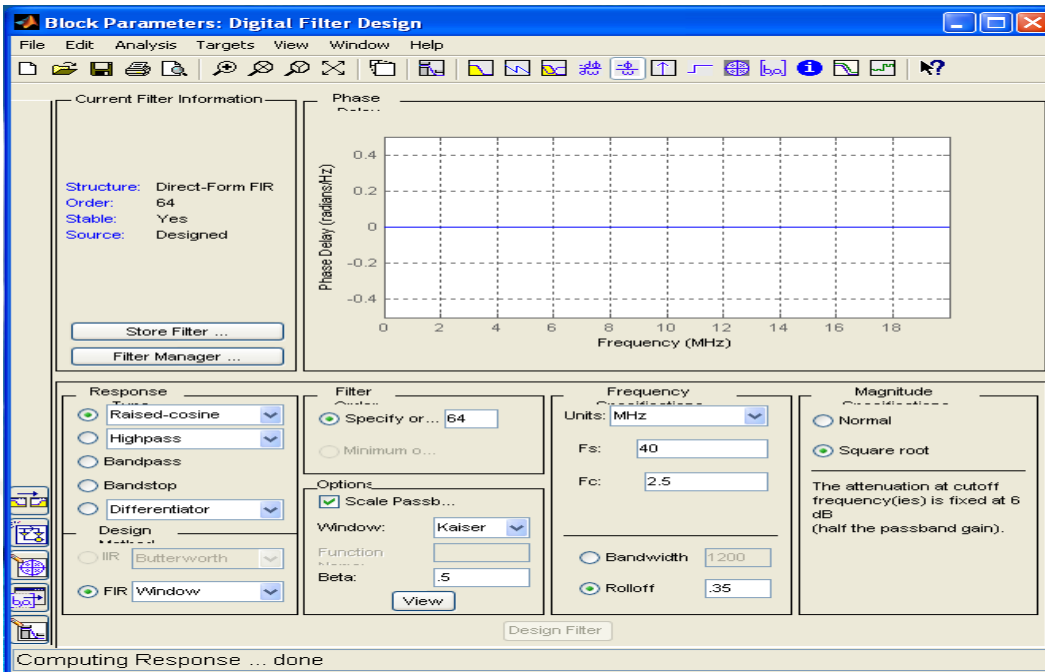 Block Parameters: Digital Filter Design
File Edit Analysis Targets View Window Help
Current Filter Information
Structure: Direct-Form FIR
Order: 64
Stable: Yes
Source: Designed
Store Filter ...
Filter Manager ...
Phase
0.4
0.2
0
-0.2
-0.4
Phase Delay (radians/Hz)
0 2 4 6 8 10 12 14 16 18
Frequency (MHz)
Response
Raised-cosine
Highpass
Bandpass
Bandstop
Differentiator
Design
IIR Butterworth
FIR Window
Filter
Specify or... 64
Minimum o...
Options
Scale Passb...
Window: Kaiser
Function
Beta: .5
View
Frequency
Units: MHz
Fs: 40
Fc: 2.5
Bandwidth 1200
Rolloff .35
Magnitude
Normal
Square root
The attenuation at cutoff
frequency(ies) is fixed at 6
dB
(half the passband gain).
Design Filter
Computing Response ... done